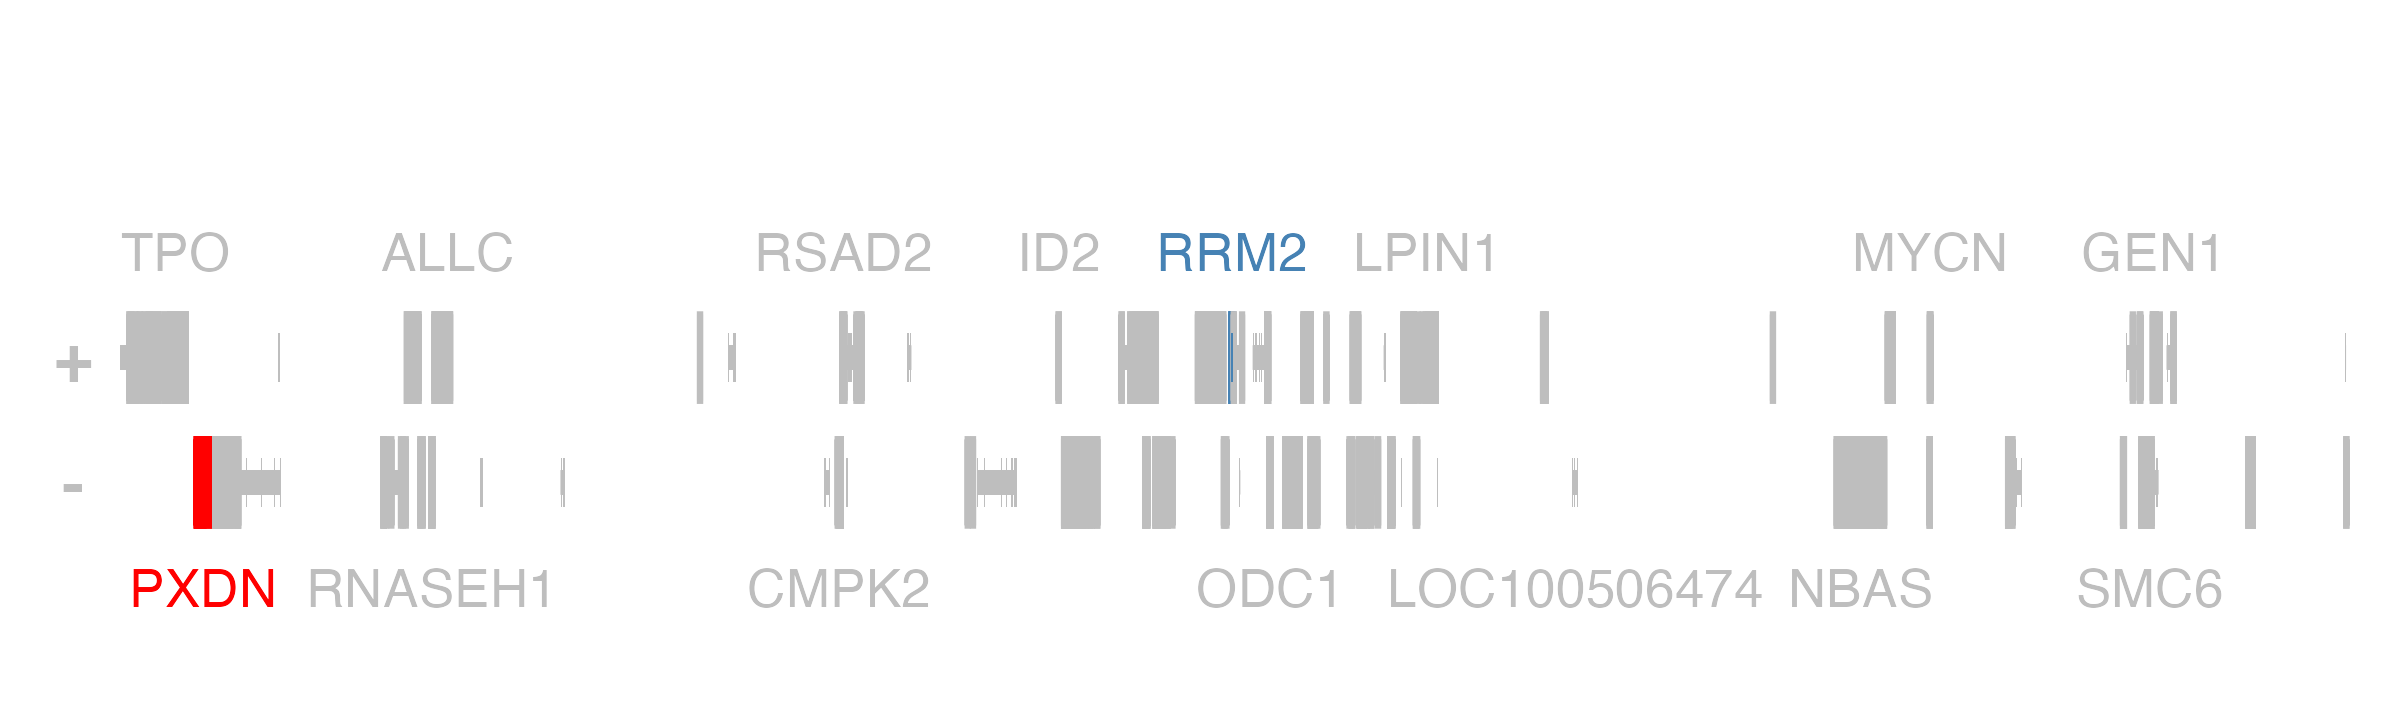 TPO ALLC RSAD2 ID2 RRM2 LPIN1 MYCN GEN1
+
-
PXDN RNASEH1 CMPK2 ODC1 LOC100506474 NBAS SMC6